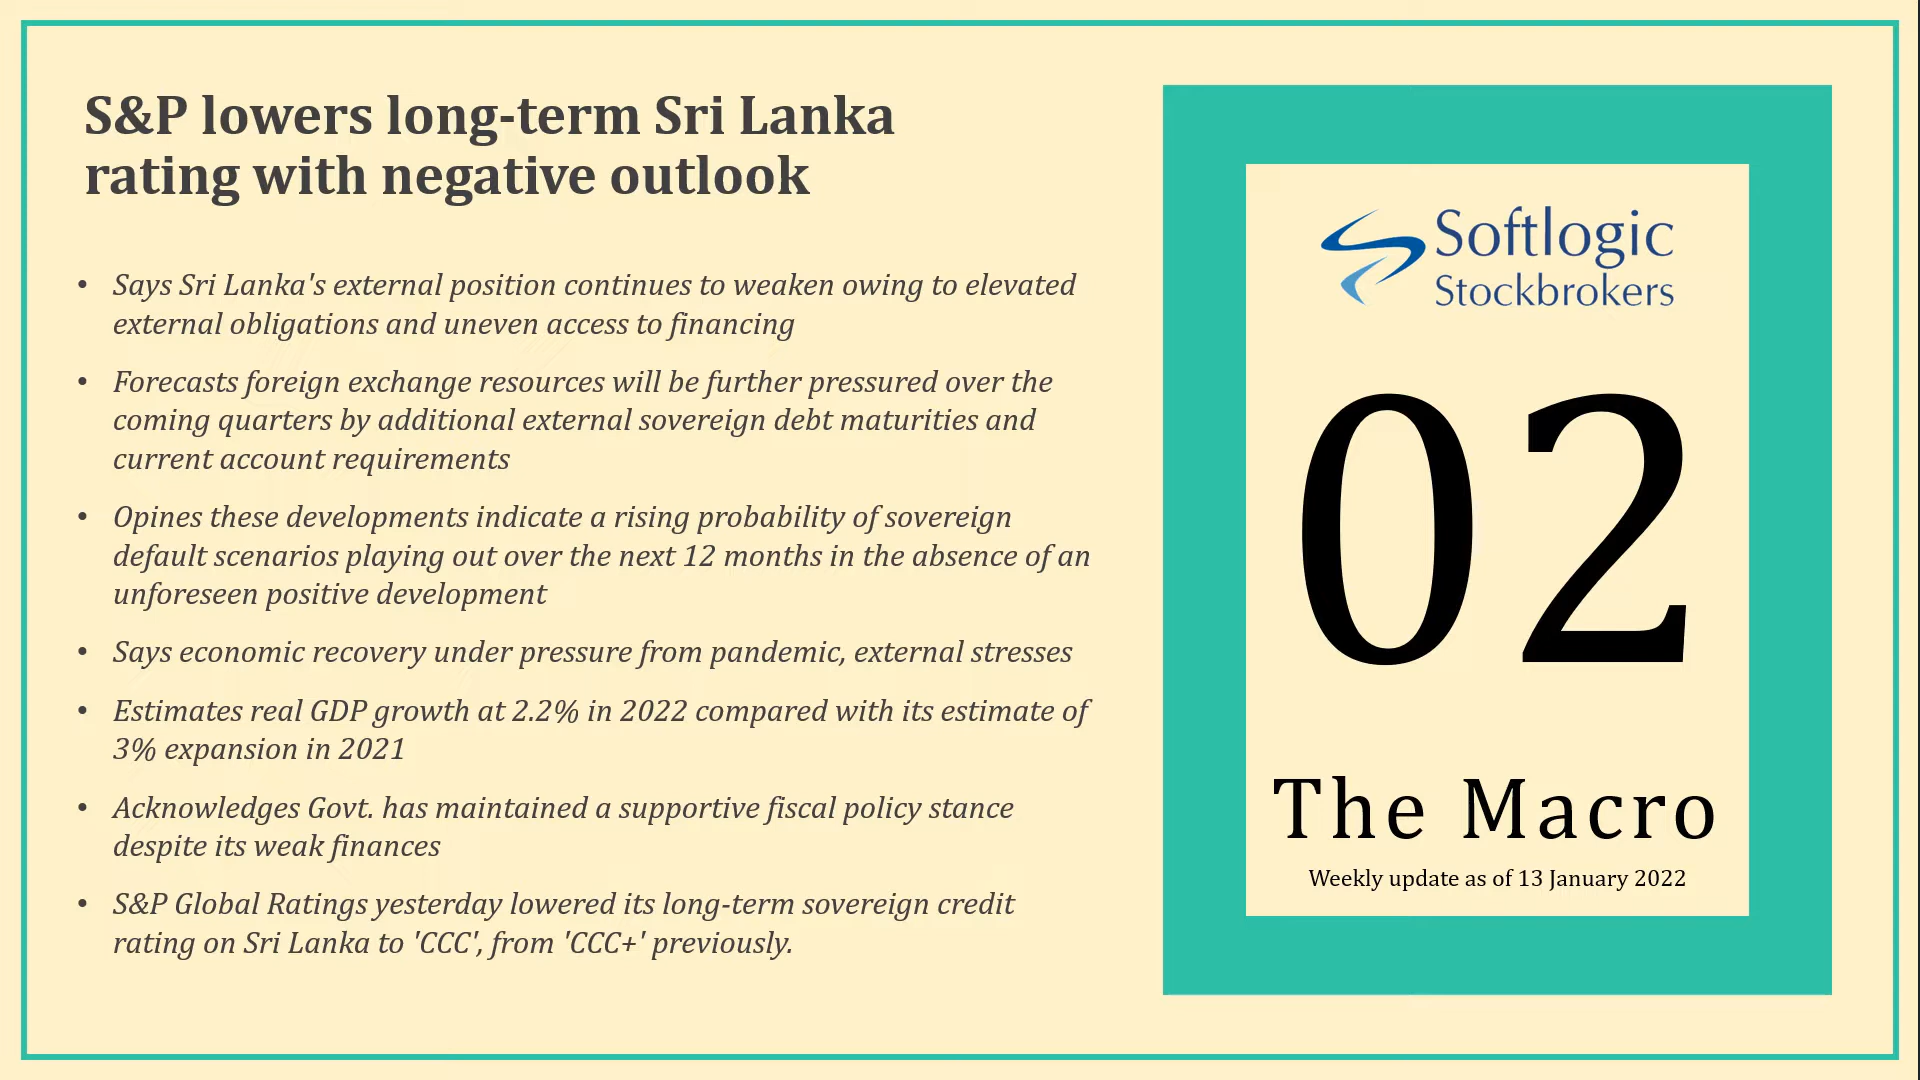 S&P lowers long-term Sri Lanka
rating with negative outlook
• Says Sri Lanka's external position continues to weaken owing to elevated
external obligations and uneven access to financing
• Forecasts foreign exchange resources will be further pressured over the
coming quarters by additional external sovereign debt maturities and
current account requirements
• Opines these developments indicate a rising probability of sovereign
default scenarios playing out over the next 12 months in the absence of an
unforeseen positive development
• Says economic recovery under pressure from pandemic, external stresses
• Estimates real GDP growth at 2.2% in 2022 compared with its estimate of
3% expansion in 2021
• Acknowledges Govt. has maintained a supportive fiscal policy stance
despite its weak finances
• S&P Global Ratings yesterday lowered its long-term sovereign credit
rating on Sri Lanka to 'CCC', from 'CCC+' previously.
Softlogic
Stockbrokers
02
The Macro
Weekly update as of 13 January 2022